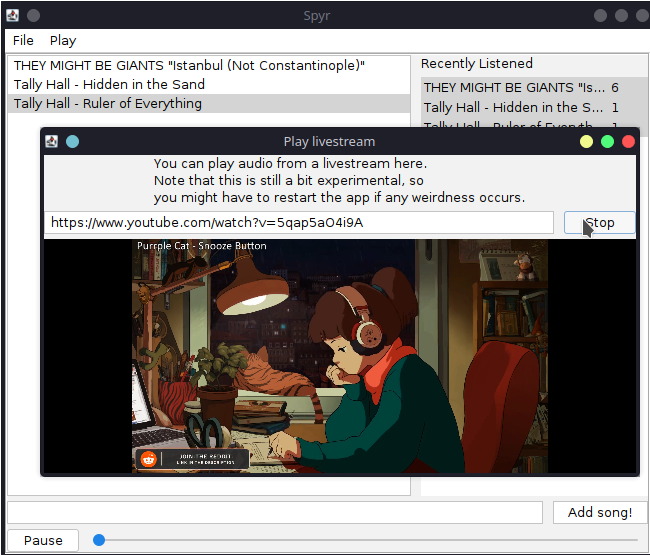 Spyr
File Play
THEY MIGHT BE GIANTS "Istanbul (Not Constantinople)"
Tally Hall - Hidden in the Sand
Tally Hall - Ruler of Everything
Recently Listened
THEY MIGHT BE GIANTS "Is... 6
Tally Hall - Hidden in the S... 1
Tally Hall - Ruler of Everyth... 1
Play livestream
You can play audio from a livestream here.
Note that this is still a bit experimental, so
you might have to restart the app if any weirdness occurs.
https://www.youtube.com/watch?v=5qap5aO4i9A
Stop
Purrple Cat - Snooze Button
JOIN THE REDDIT
LINK IN THE DESCRIPTION
Add song!
Pause